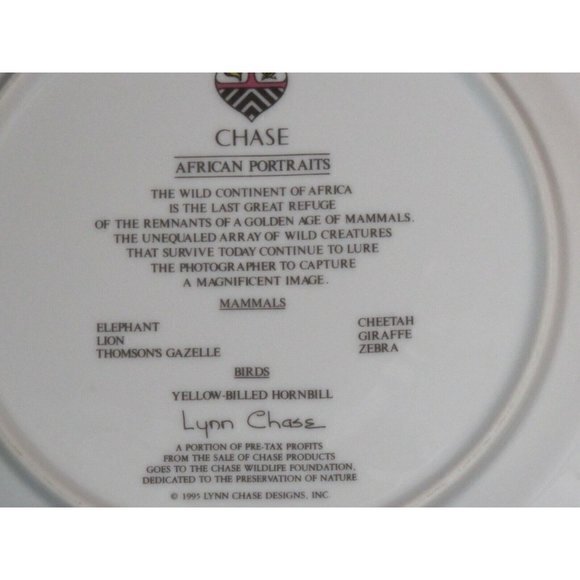 CHASE
AFRICAN PORTRAITS
THE WILD CONTINENT OF AFRICA
IS THE LAST GREAT REFUGE
OF THE REMNANTS OF A GOLDEN AGE OF MAMMALS.
THE UNEQUALED ARRAY OF WILD CREATURES
THAT SURVIVE TODAY CONTINUE TO LURE
THE PHOTOGRAPHER TO CAPTURE
A MAGNIFICENT IMAGE.
MAMMALS
ELEPHANT
LION
THOMSON'S GAZELLE
CHEETAH
GIRAFFE
ZEBRA
BIRDS
YELLOW-BILLED HORNBILL
Lynn Chase
A PORTION OF PRE-TAX PROFITS
FROM THE SALE OF CHASE PRODUCTS
GOES TO THE CHASE WILDLIFE FOUNDATION,
DEDICATED TO THE PRESERVATION OF NATURE
© 1995 LYNN CHASE DESIGNS, INC